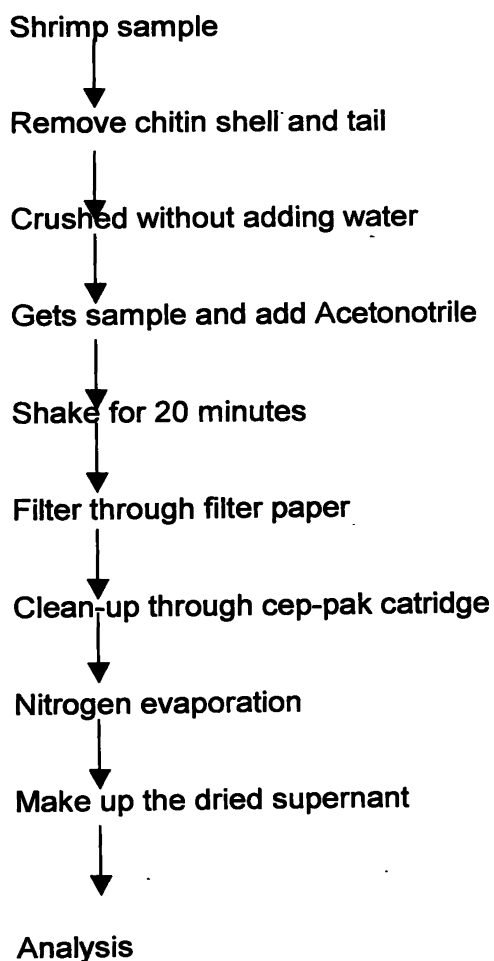 Shrimp sample
Remove chitin shell and tail
Crushed without adding water
Gets sample and add Acetonotrile
Shake for 20 minutes
Filter through filter paper
Clean-up through cep-pak catridge
Nitrogen evaporation
Make up the dried supernant
Analysis